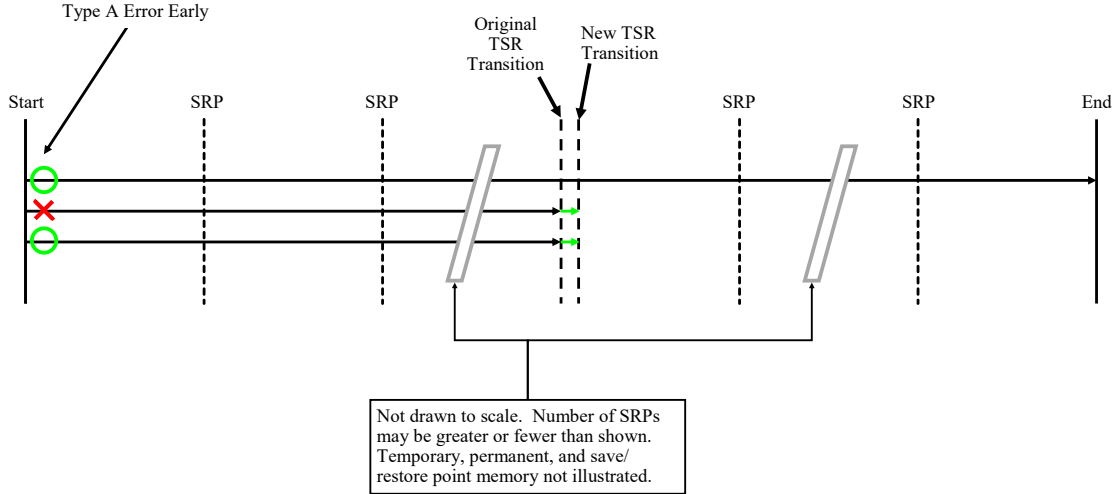 Type A Error Early
Original
TSR
Transition
New TSR
Transition
Start
SRP
SRP
SRP
SRP
End
Not drawn to scale.  Number of SRPs
may be greater or fewer than shown.
Temporary, permanent, and save/
restore point memory not illustrated.